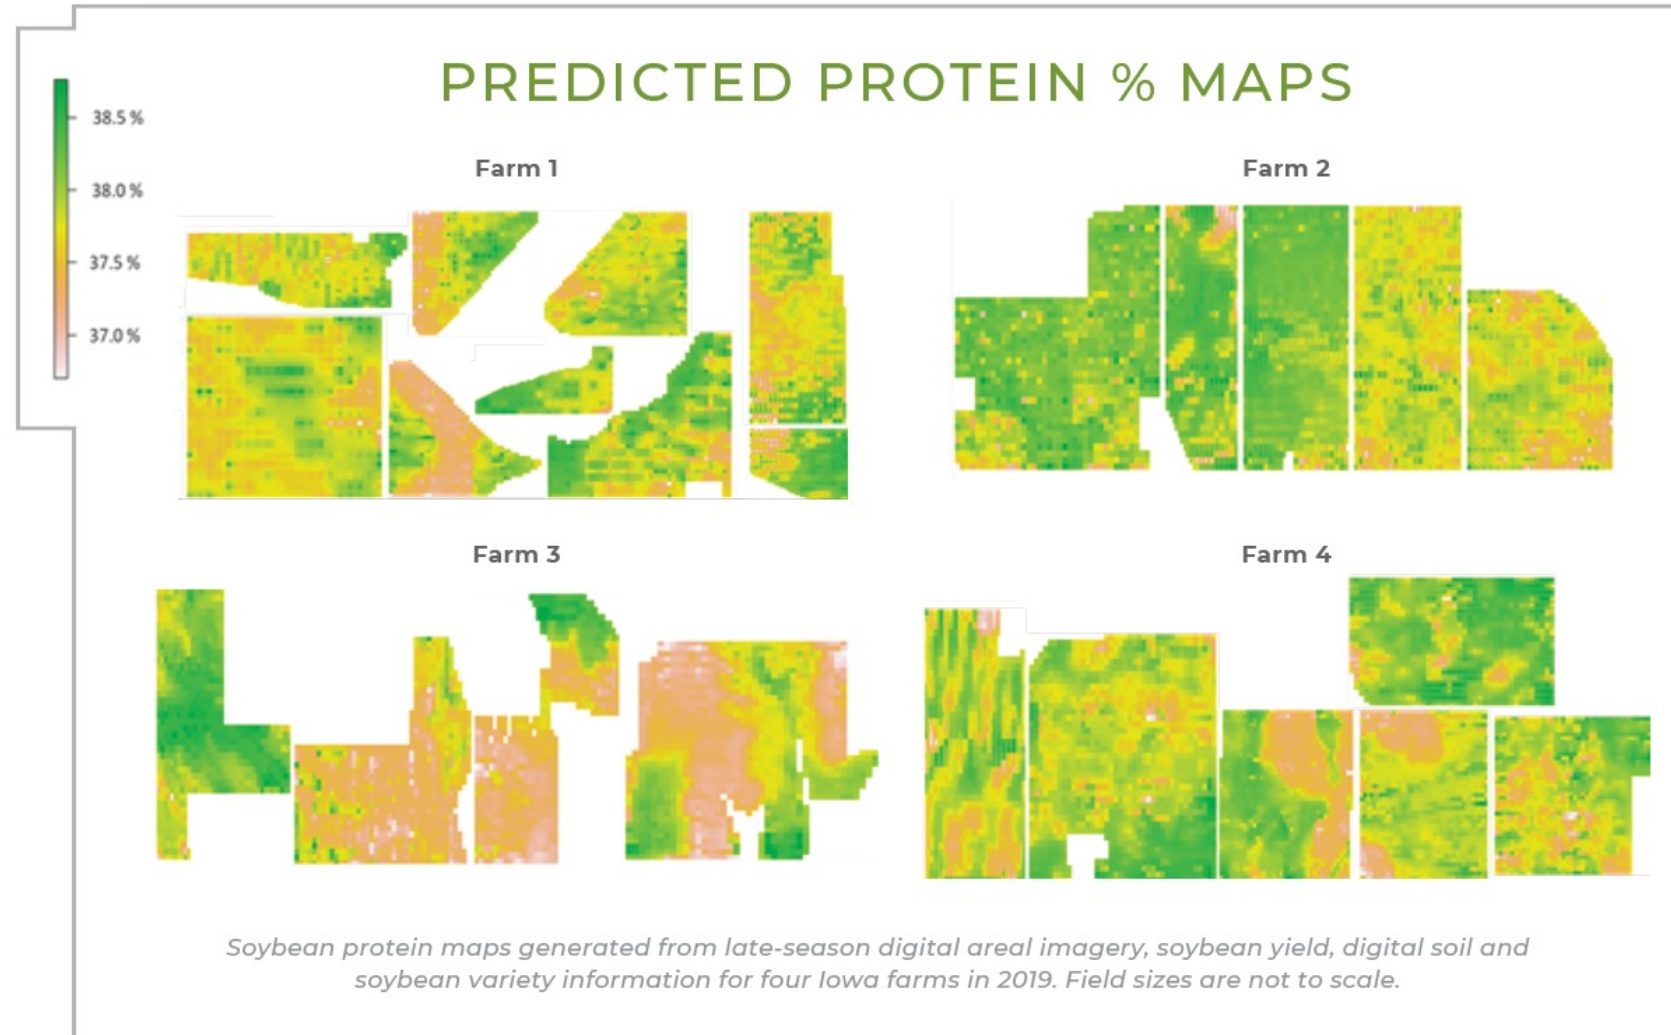 PREDICTED PROTEIN % MAPS
38.5 %
38.0 %
37.5 %
37.0 %
Farm 1
Farm 2
Farm 3
Farm 4
Soybean protein maps generated from late-season digital areal imagery, soybean yield, digital soil and
soybean variety information for four Iowa farms in 2019. Field sizes are not to scale.